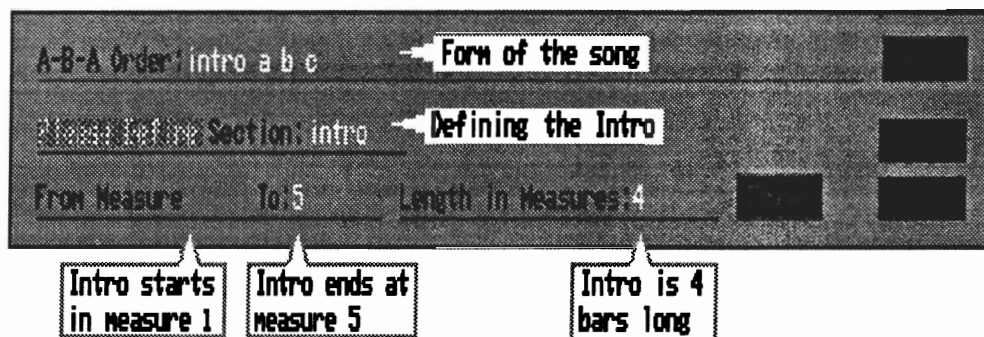 A-B-A Order: intro a b c
Form of the song
Section: intro
Defining the Intro
From Measure To: 5 Length in Measures: 4
Intro starts
in measure 1
Intro ends at
measure 5
Intro is 4
bars long